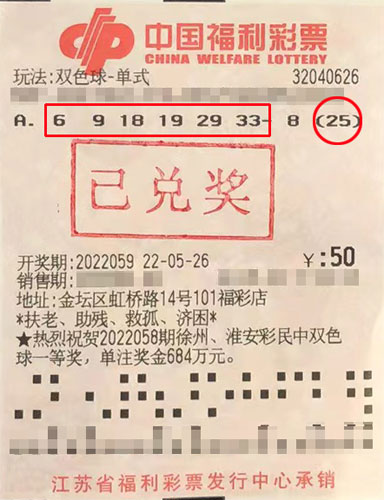 中国福利彩票
CHINA WELFARE LOTTERY
玩法:双色球-单式 32040626
A. 6 9 18 19 29 33- 8 (25)
已兑奖
开奖期:2022059 22-05-26 ¥:50
销售期:
地址:金坛区虹桥路14号101福彩店
*扶老、助残、救孤、济困*
★热烈祝贺2022058期徐州、淮安彩民中双色
球一等奖，单注奖金684万元。
江苏省福利彩票发行中心承销